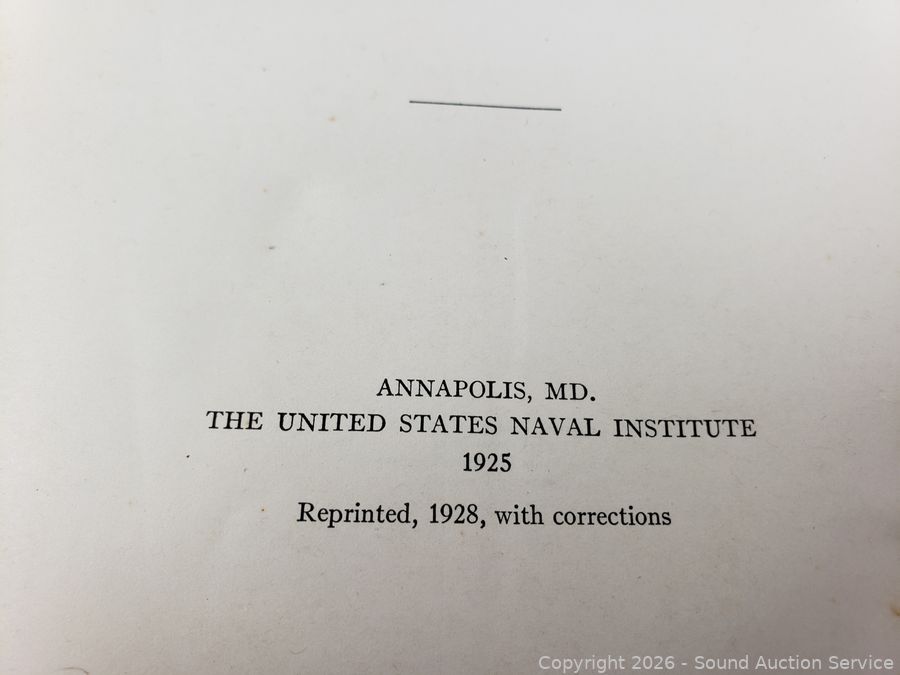 ANNAPOLIS, MD.
THE UNITED STATES NAVAL INSTITUTE
1925
Reprinted, 1928, with corrections
Copyright 2026 - Sound Auction Service